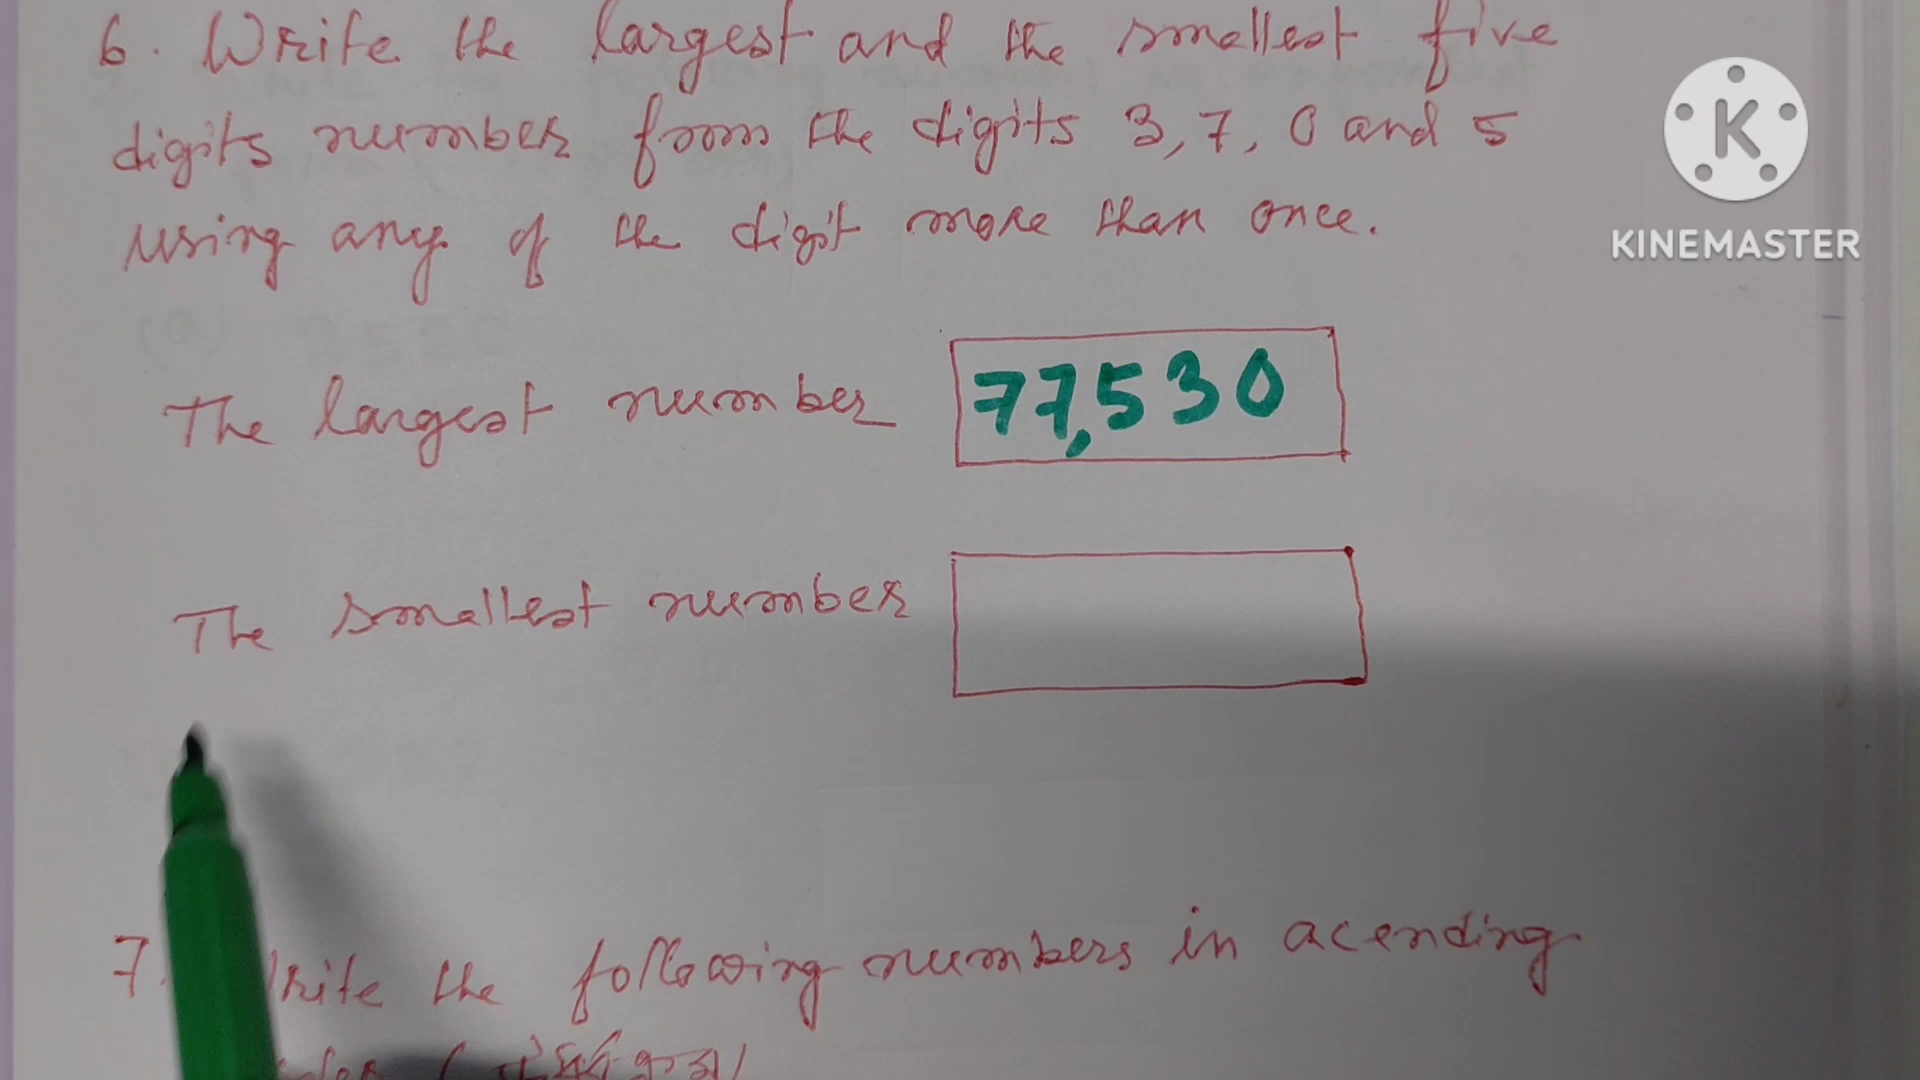 6. Write the largest and the smallest five
digits number from the digits 3, 7, 0 and 5
using any of the digit more than once.
The largest number 77,530
The smallest number
7. rite the following numbers in acending
K
KINEMASTER